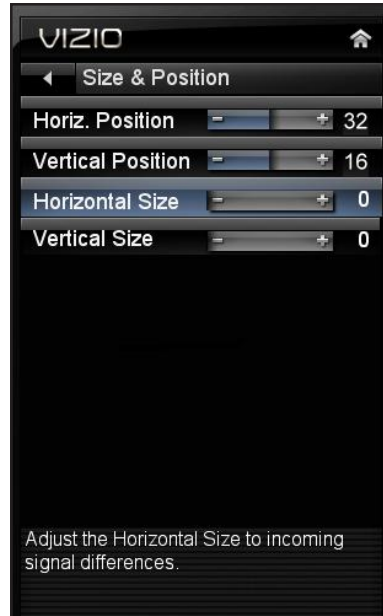 VIZIO
Size & Position
Horiz. Position - + 32
Vertical Position - + 16
Horizontal Size - + 0
Vertical Size - + 0
Adjust the Horizontal Size to incoming
signal differences.